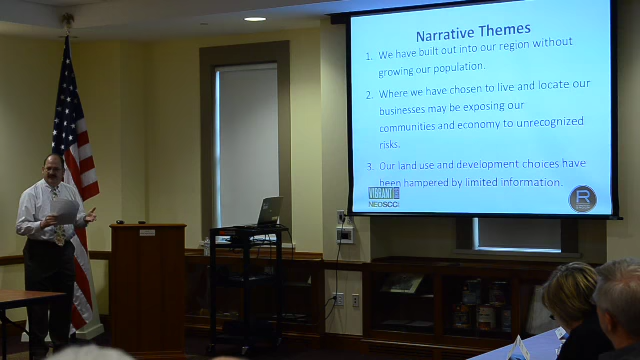 Narrative Themes
1. We have built out into our region without
growing our population.
2. Where we have chosen to live and locate our
businesses may be exposing our
communities and economy to unrecognized
risks.
3. Our land use and development choices have
been hampered by limited information.
VIBRANT
NEOSCC
R